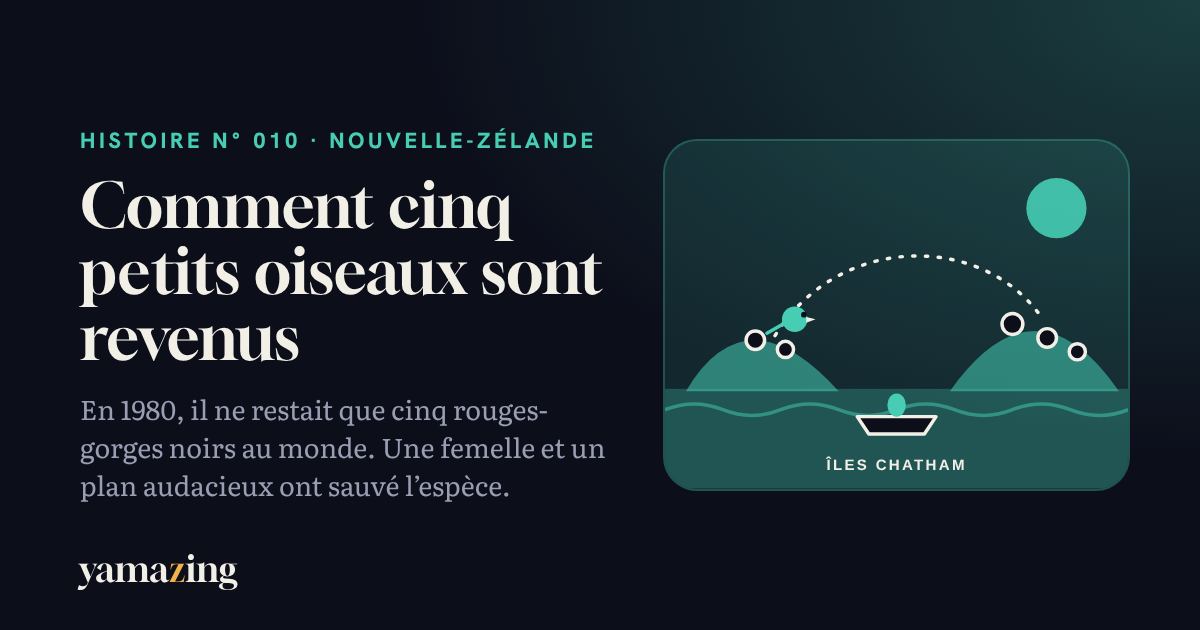 HISTOIRE N° 010 · NOUVELLE-ZÉLANDE
Comment cinq
petits oiseaux sont
revenus
En 1980, il ne restait que cinq rouges-
gorges noirs au monde. Une femelle et un
plan audacieux ont sauvé l’espèce.
yamazing
ÎLES CHATHAM